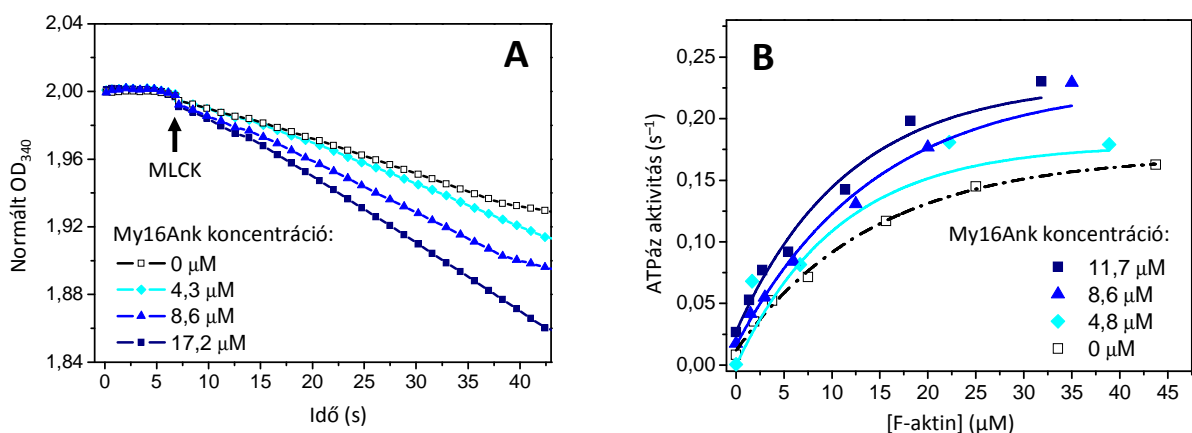 A
2,04
2,00
1,96
1,92
1,88
1,84
Normált OD340
MLCK
My16Ank koncentráció:
0 µM
4,3 µM
8,6 µM
17,2 µM
0 5 10 15 20 25 30 35 40
Idő (s)
B
0,25
0,20
0,15
0,10
0,05
0,00
ATPáz aktivitás (s⁻¹)
My16Ank koncentráció:
11,7 µM
8,6 µM
4,8 µM
0 µM
0 5 10 15 20 25 30 35 40 45
[F-aktin] (µM)